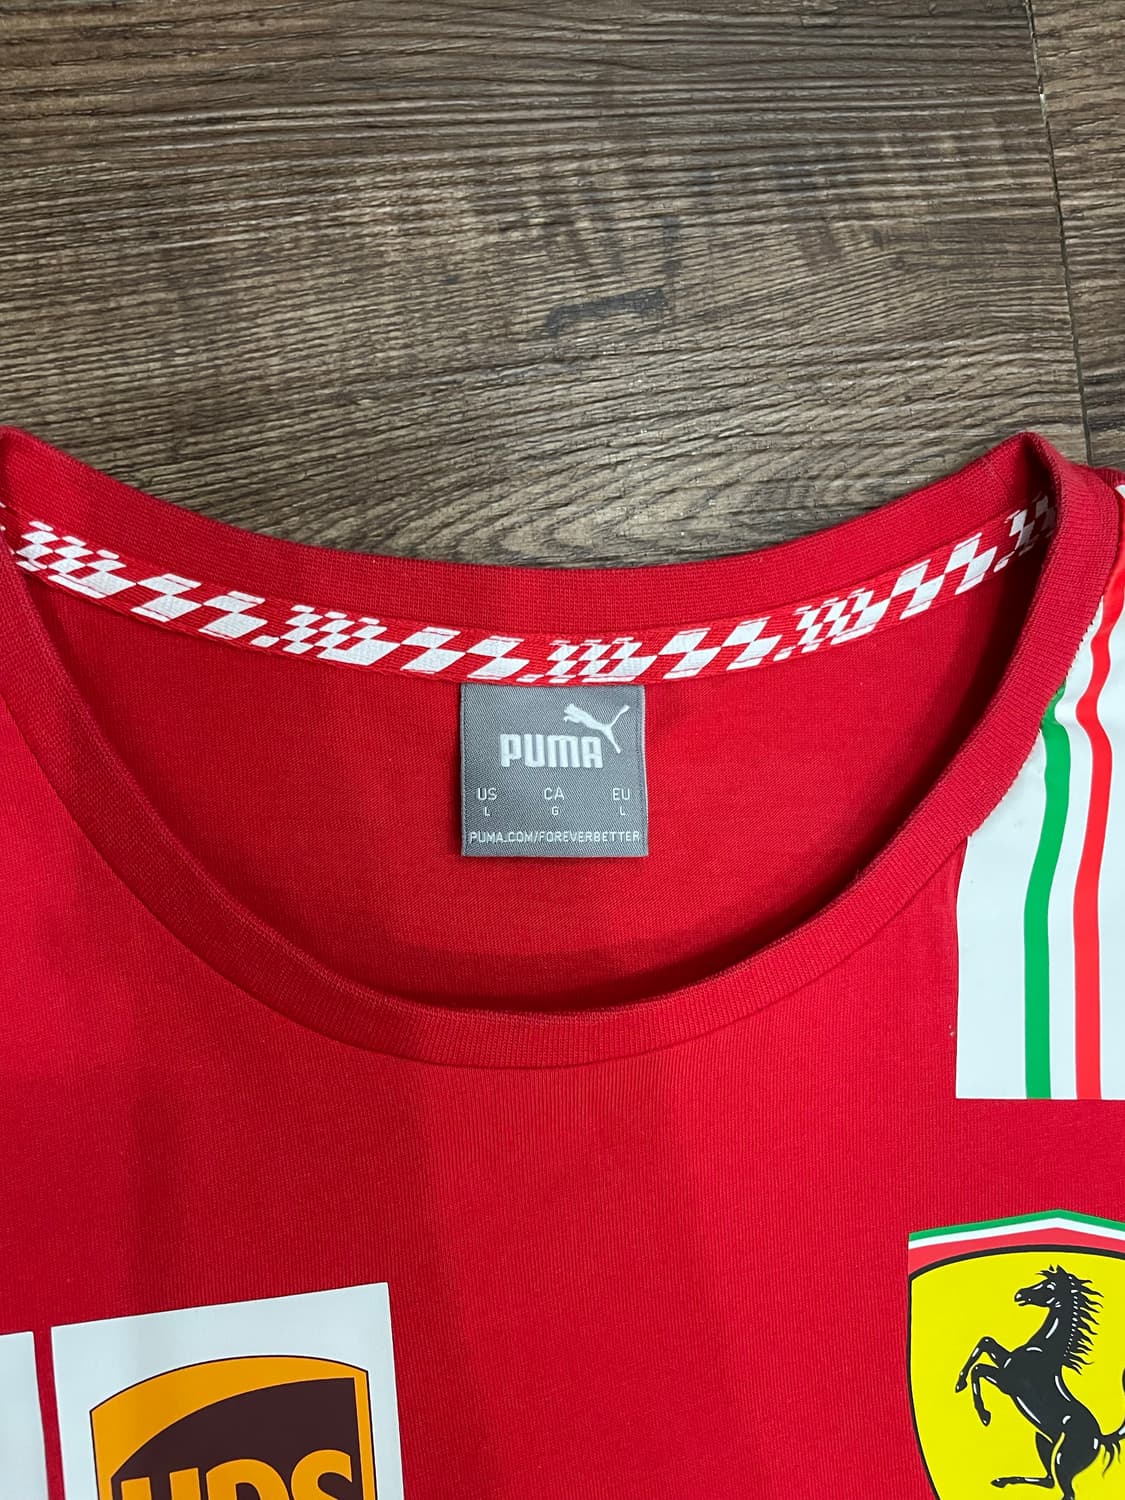 PUMA
US CA EU
L G L
PUMA.COM/FOREVERBETTER
UPS